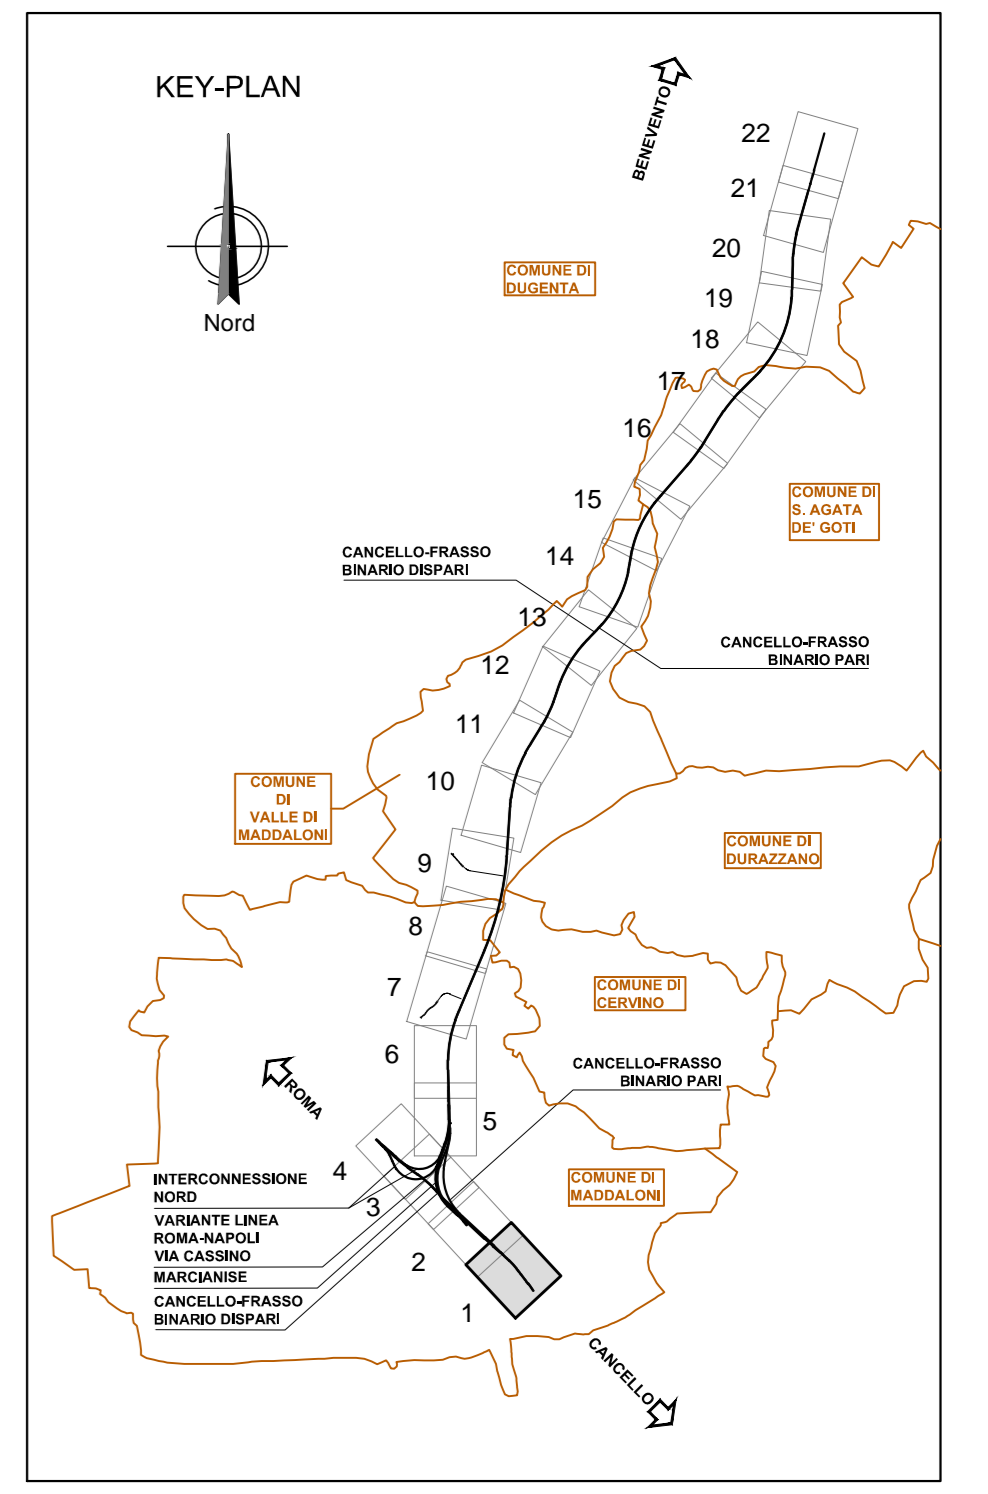 KEY-PLAN
Nord
BENEVENTO
22
21
20
19
18
17
16
15
14
13
12
11
10
9
8
7
6
5
4
3
2
1
COMUNE DI
DUGENTA
COMUNE DI
S. AGATA
DE' GOTI
CANCELLO-FRASSO
BINARIO DISPARI
CANCELLO-FRASSO
BINARIO PARI
COMUNE
DI
VALLE DI
MADDALONI
COMUNE DI
DURAZZANO
COMUNE DI
CERVINO
CANCELLO-FRASSO
BINARIO PARI
ROMA
COMUNE DI
MADDALONI
INTERCONNESSIONE
NORD
VARIANTE LINEA
ROMA-NAPOLI
VIA CASSINO
MARCIANISE
CANCELLO-FRASSO
BINARIO DISPARI
CANCELLO